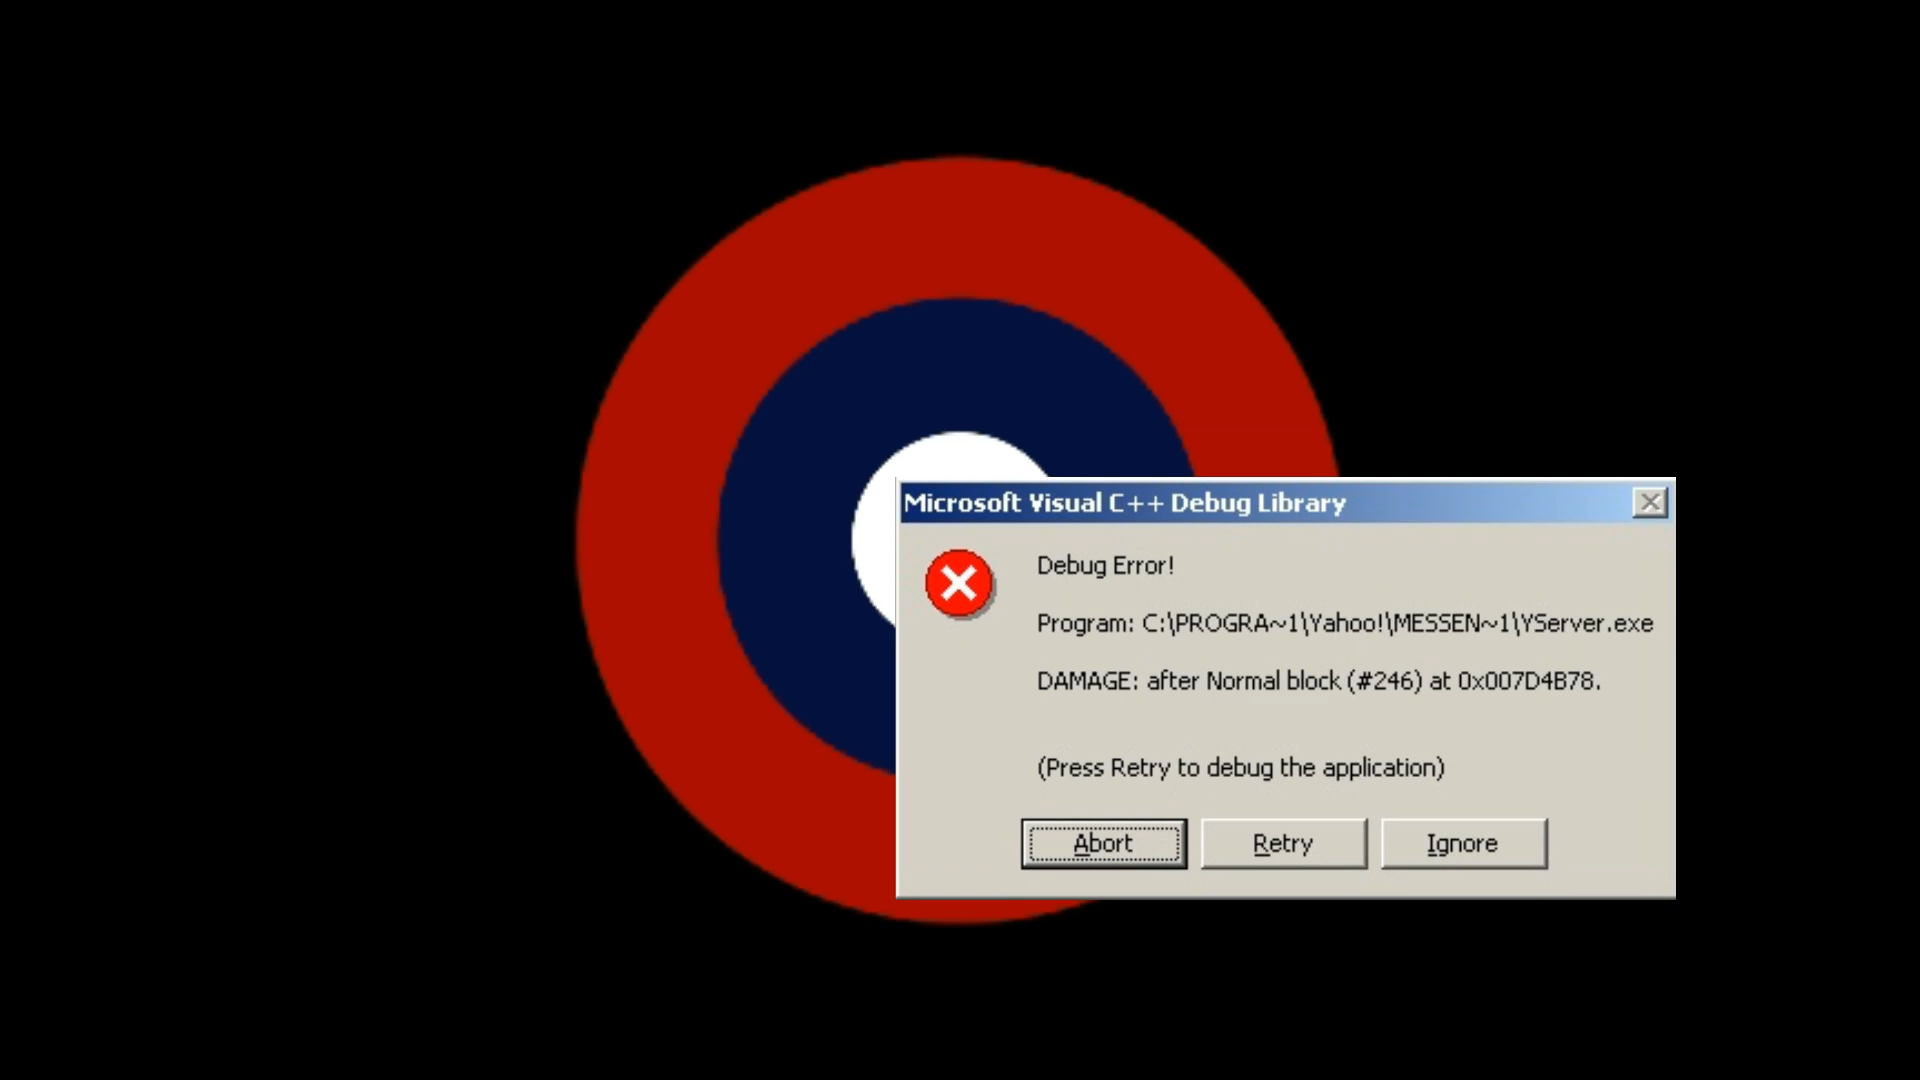 Microsoft Visual C++ Debug Library
Debug Error!
Program: C:\PROGRA~1\Yahoo!\MESSEN~1\YServer.exe
DAMAGE: after Normal block (#246) at 0x007D4B78.
(Press Retry to debug the application)
Abort Retry Ignore